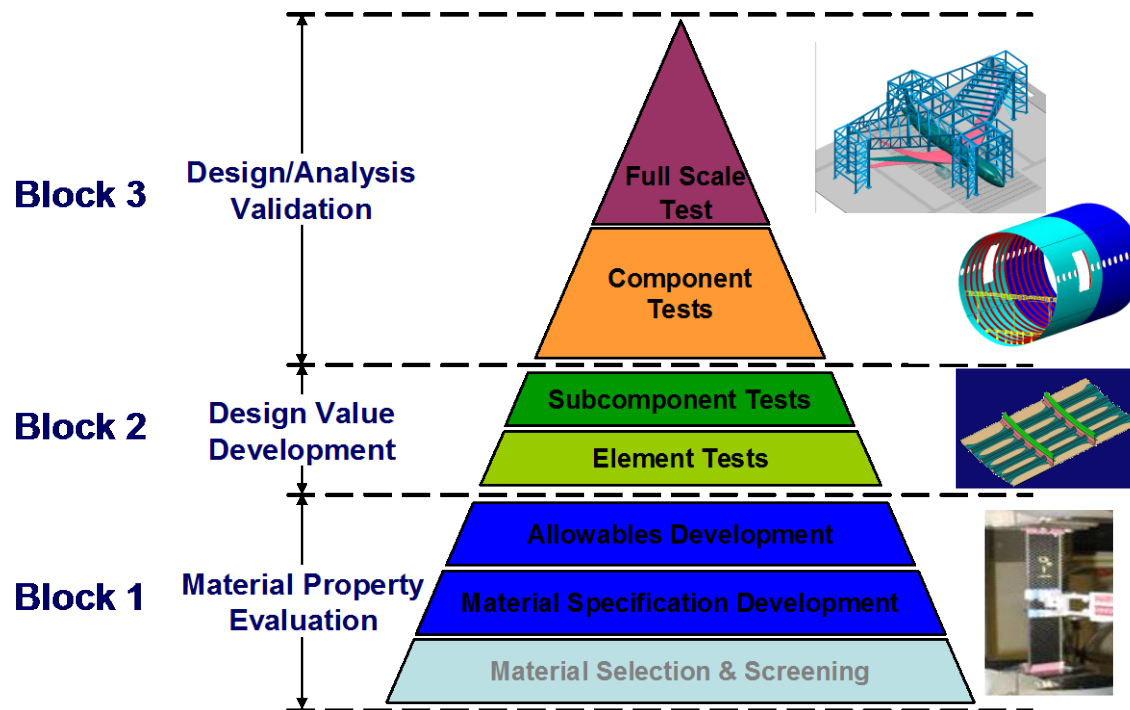 Block 3
Design/Analysis
Validation
Full Scale
Test
Component
Tests
Block 2
Design Value
Development
Subcomponent Tests
Element Tests
Block 1
Material Property
Evaluation
Allowables Development
Material Specification Development
Material Selection & Screening